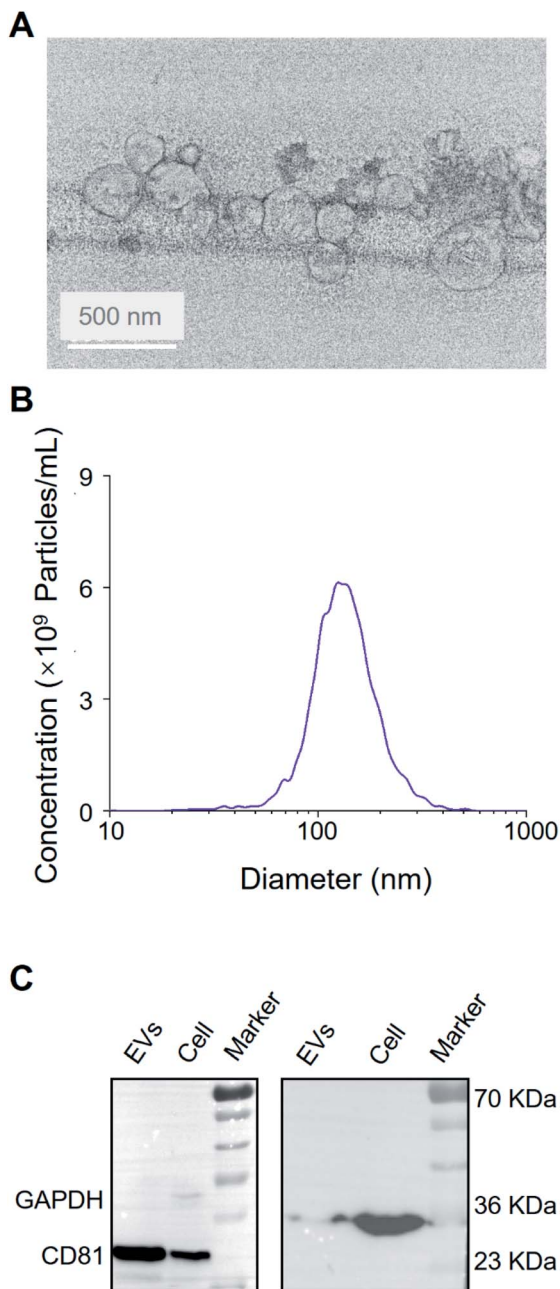 A
500 nm
B
Concentration (×10⁹ Particles/mL)
9
6
3
0
10
100
1000
Diameter (nm)
C
EVs
Cell
Marker
EVs
Cell
Marker
70 KDa
GAPDH
36 KDa
CD81
23 KDa